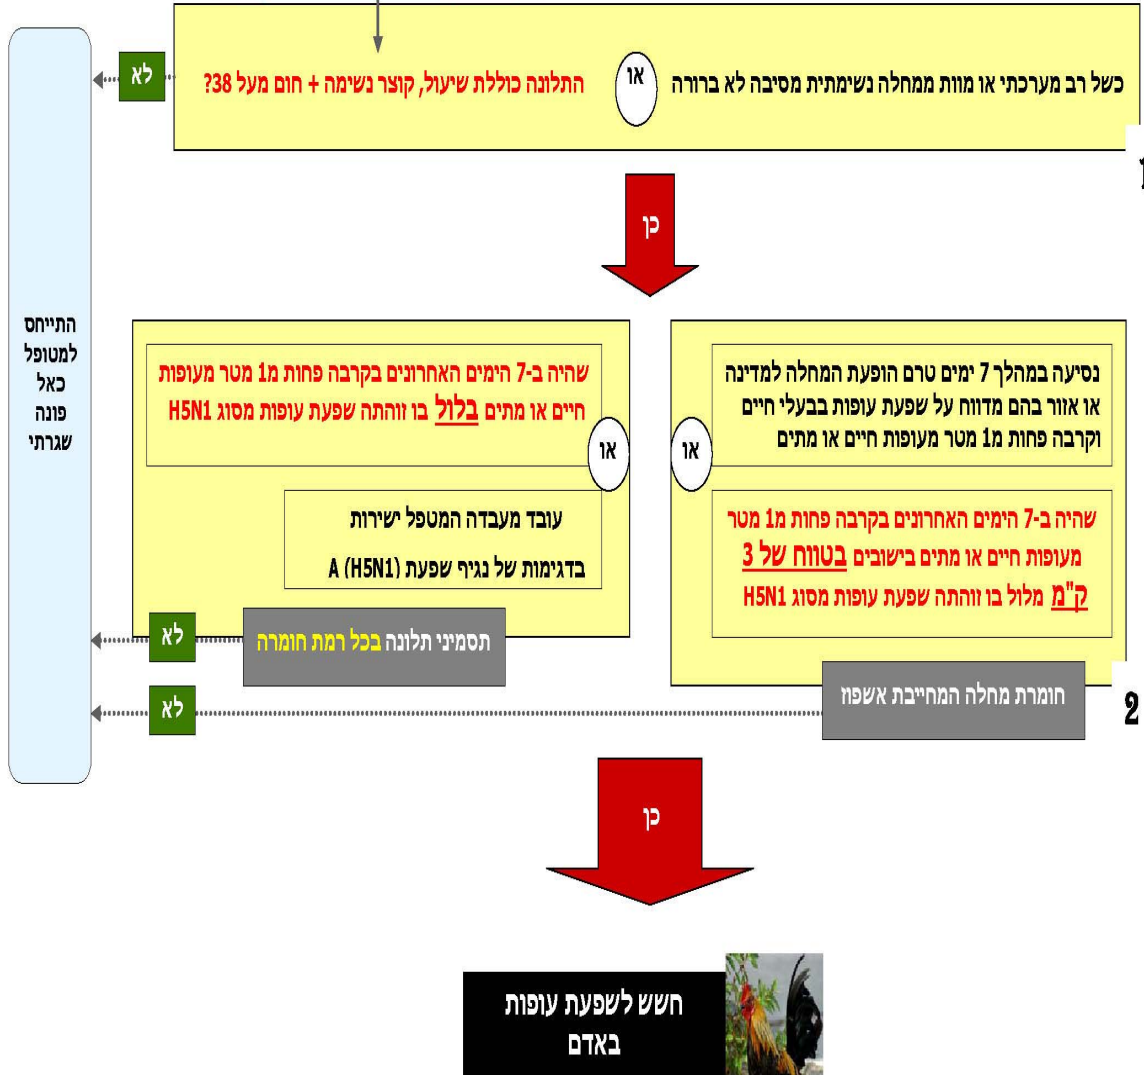 כשל רב מערכתי או מוות ממחלה נשימתית מסיבה לא ברורה
או
התלונה כוללת שיעול, קוצר נשימה + חום מעל 38?
לא
1
כן
נסיעה במהלך 7 ימים טרם הופעת המחלה למדינה
או אזור בהם מדווח על שפעת עופות בבעלי חיים
וקרבה פחות מ1 מטר מעופות חיים או מתים
או
שהיה ב-7 הימים האחרונים בקרבה פחות מ1 מטר
מעופות חיים או מתים בישובים בטווח של 3
ק"מ מלול בו זוהתה שפעת עופות מסוג H5N1
חומרת מחלה המחייבת אשפוז
לא
2
שהיה ב-7 הימים האחרונים בקרבה פחות מ1 מטר מעופות
חיים או מתים בלול בו זוהתה שפעת עופות מסוג H5N1
או
עובד מעבדה המטפל ישירות
בדגימות של נגיף שפעת A (H5N1)
תסמיני תלונה בכל רמת חומרה
לא
התייחס
למטופל
כאל
פונה
שגרתי
כן
חשש לשפעת עופות
באדם